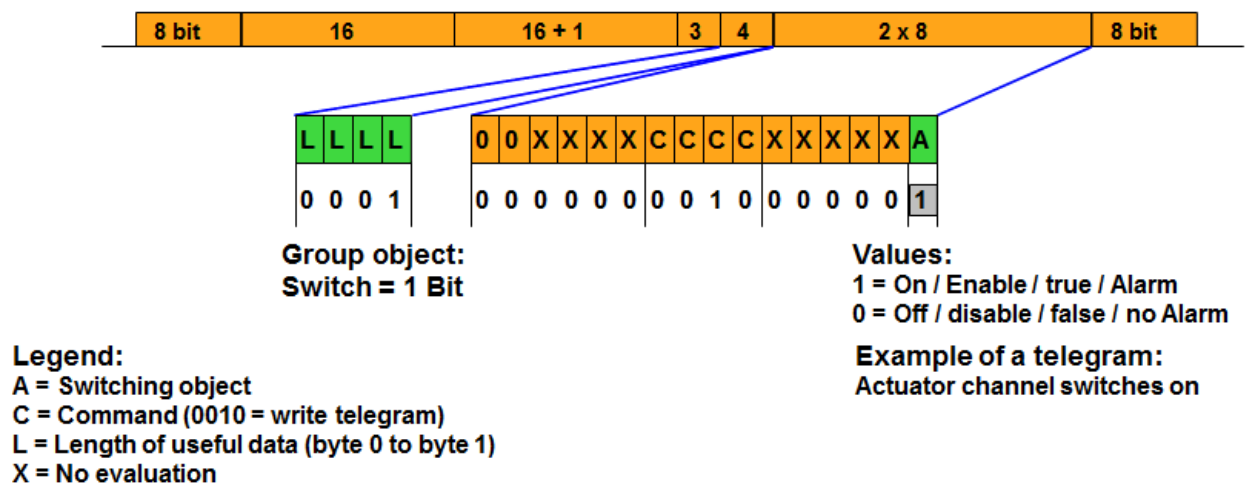 8 bit 16 16 + 1 3 4 2 x 8 8 bit
L L L L 0 0 X X X X C C C C X X X X X A
0 0 0 1 0 0 0 0 0 0 0 0 1 0 0 0 0 0 0 1
Group object:
Switch = 1 Bit
Values:
1 = On / Enable / true / Alarm
0 = Off / disable / false / no Alarm
Legend:
A = Switching object
C = Command (0010 = write telegram)
L = Length of useful data (byte 0 to byte 1)
X = No evaluation
Example of a telegram:
Actuator channel switches on